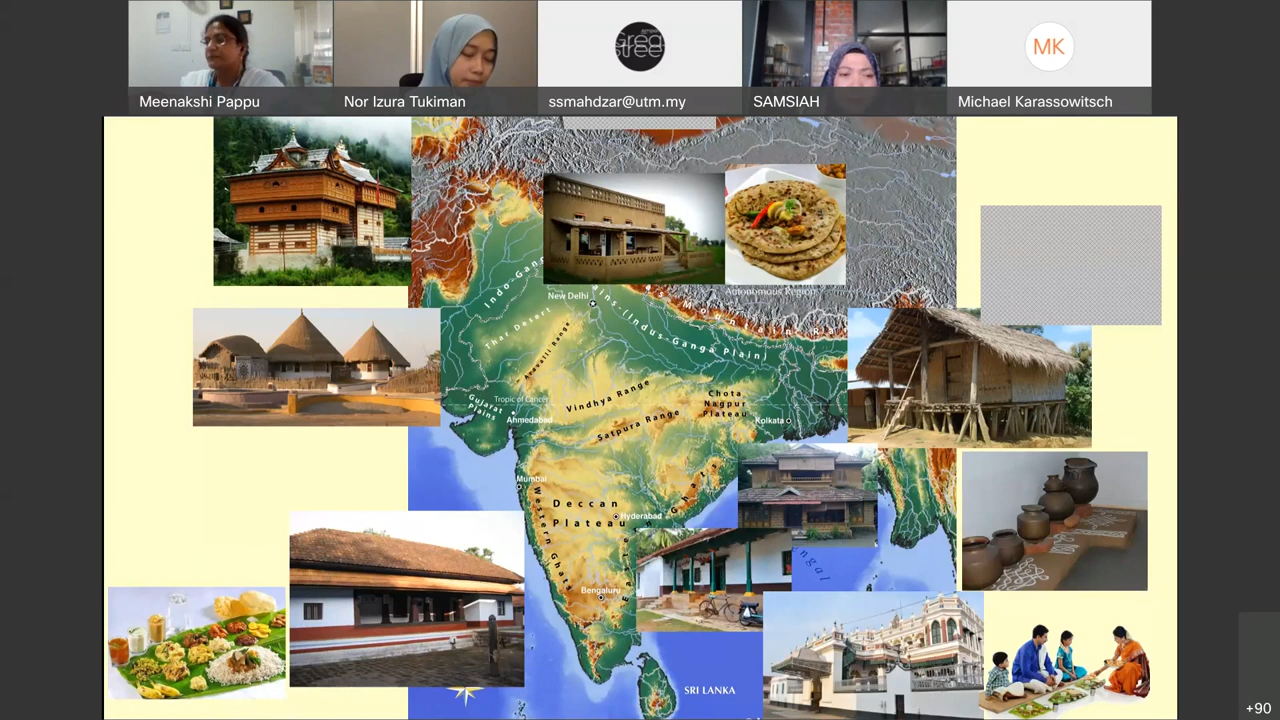 Meenakshi Pappu
Nor Izura Tukiman
Great
Street
ssmahdzar@utm.my
SAMSIAH
MK
Michael Karassowitsch
Autonomous Region
New Delhi
Thar Desert
Aravalli Range
(Indus-Ganga Plain)
Tropic of Cancer
Gujarat
Plains
Ahmedabad
Vindhya Range
Satpura Range
Chota
Nagpur
Plateau
Kolkata
Mumbai
Deccan
Plateau
Hyderabad
Western Ghats
Bengaluru
SRI LANKA
+90